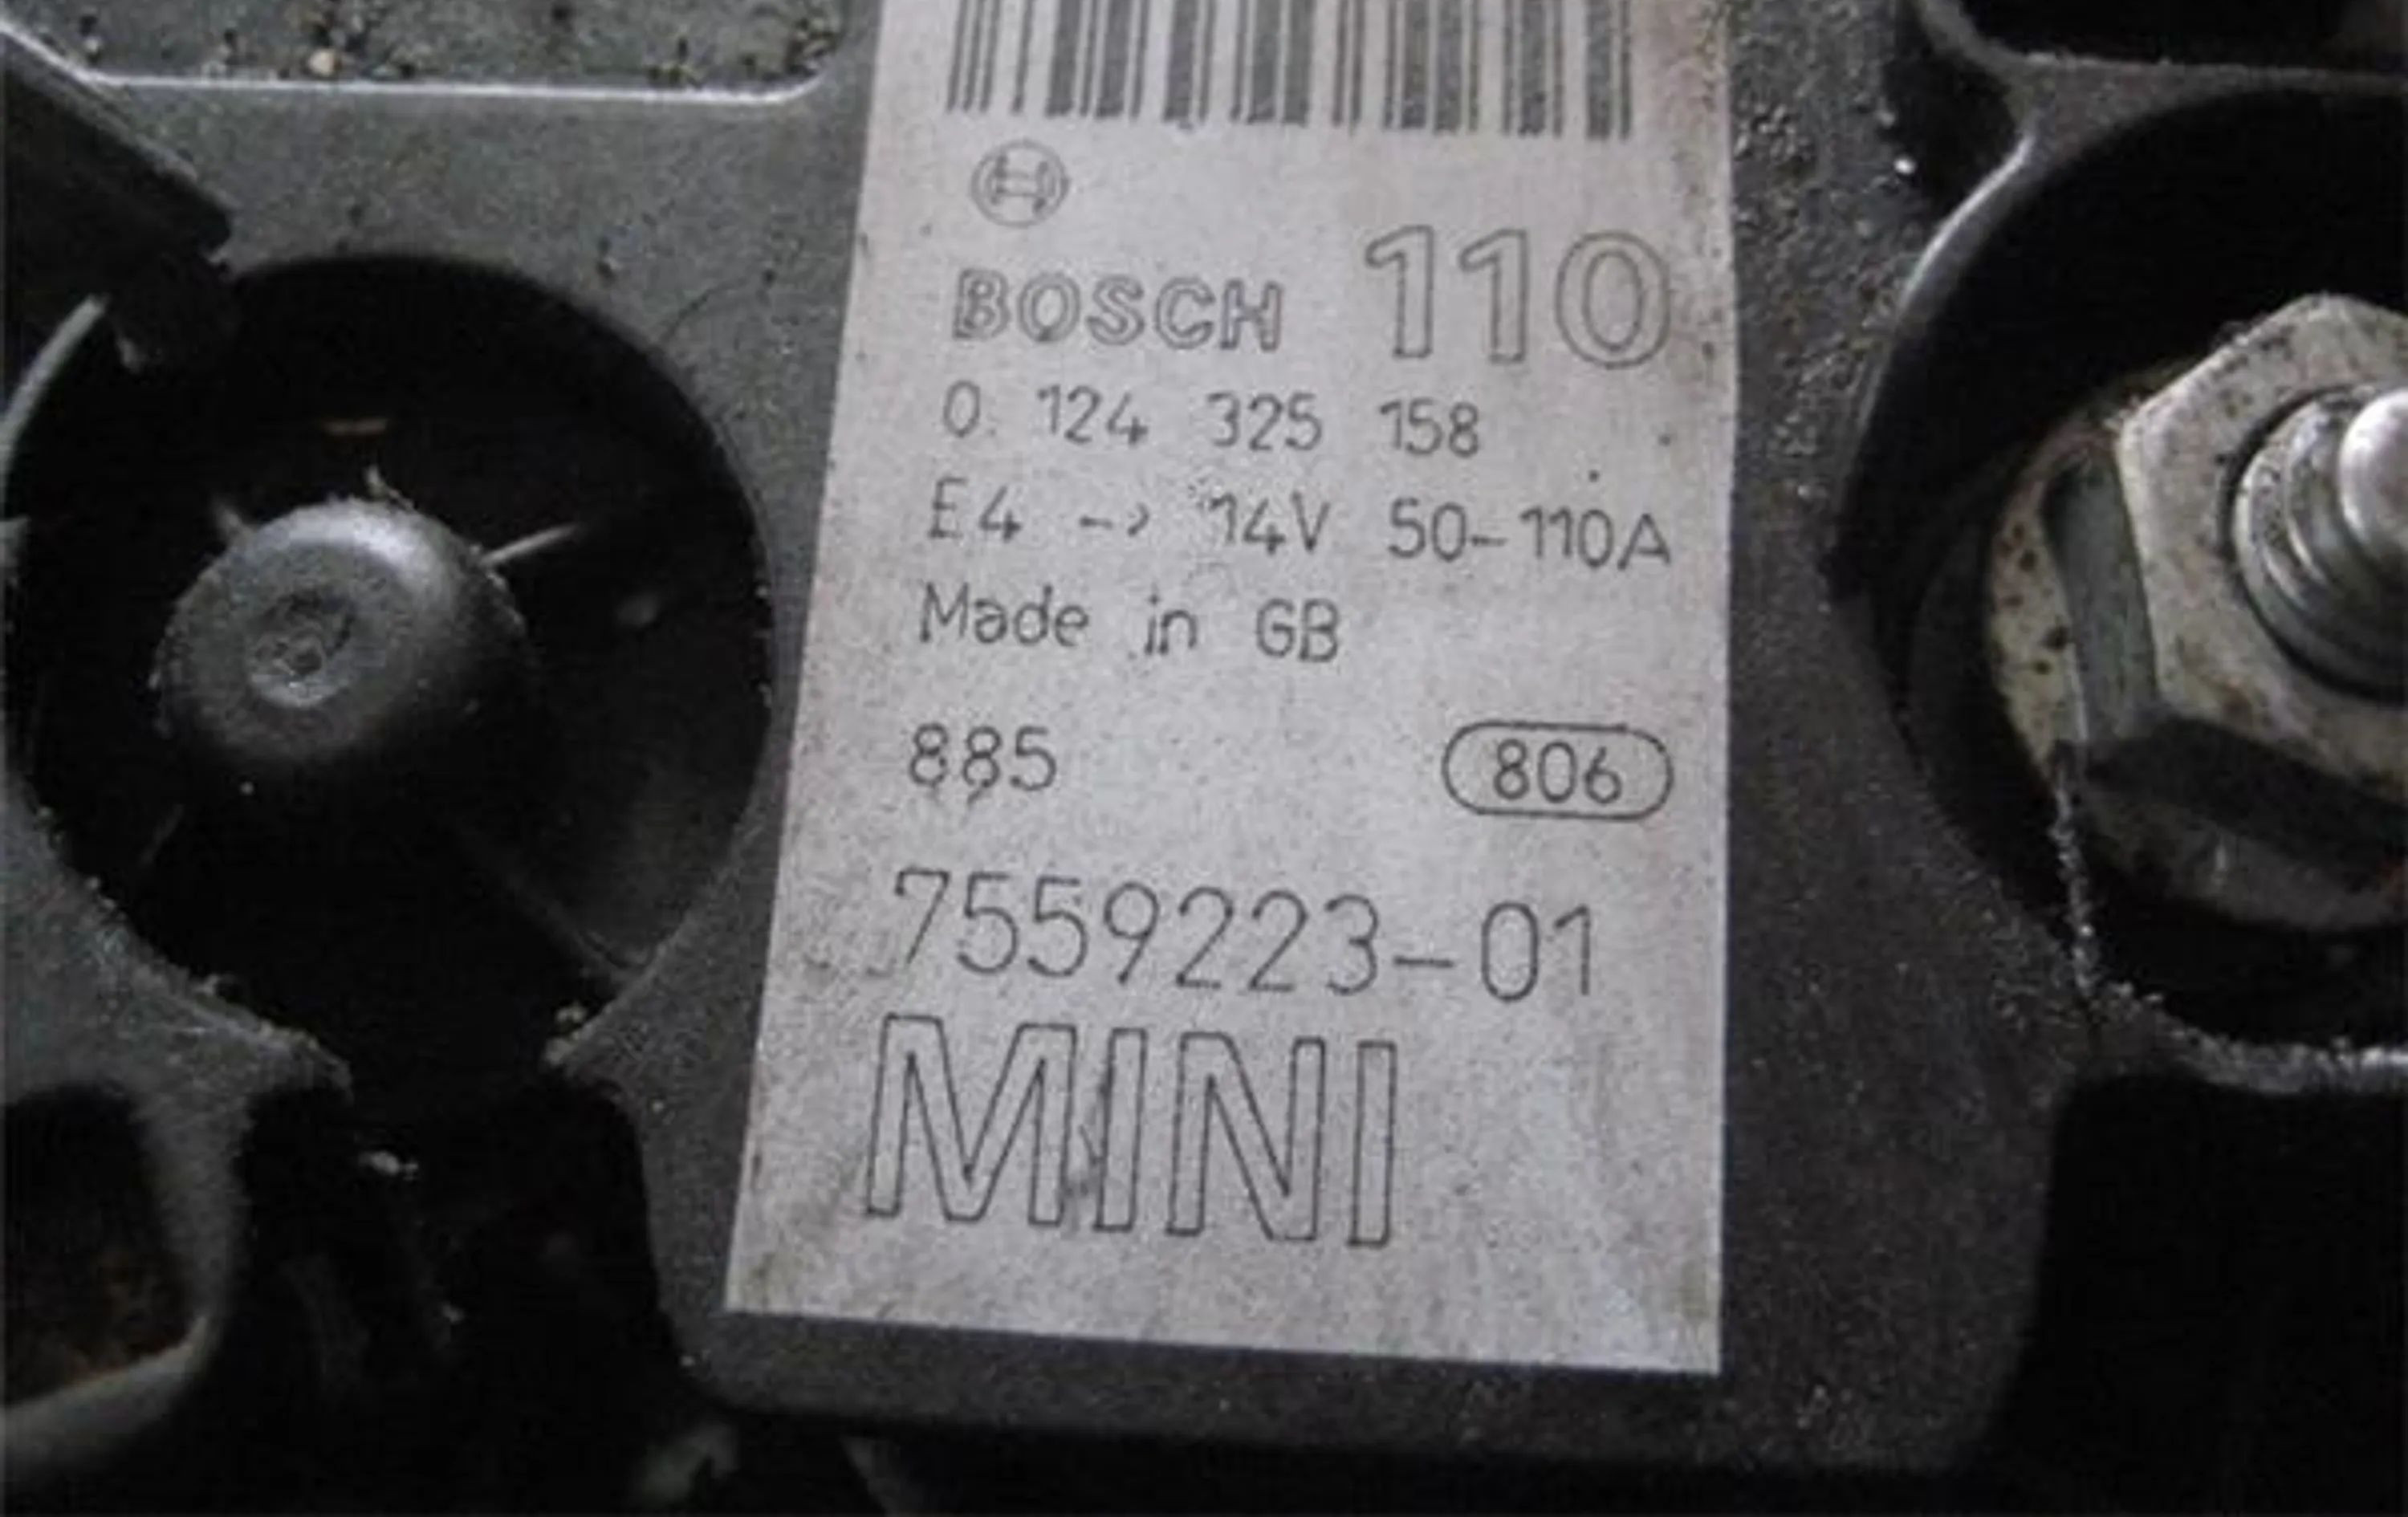 BOSCH 110
0 124 325 158
E4 -> 14V 50-110A
Made in GB
885 806
7559223-01
MINI